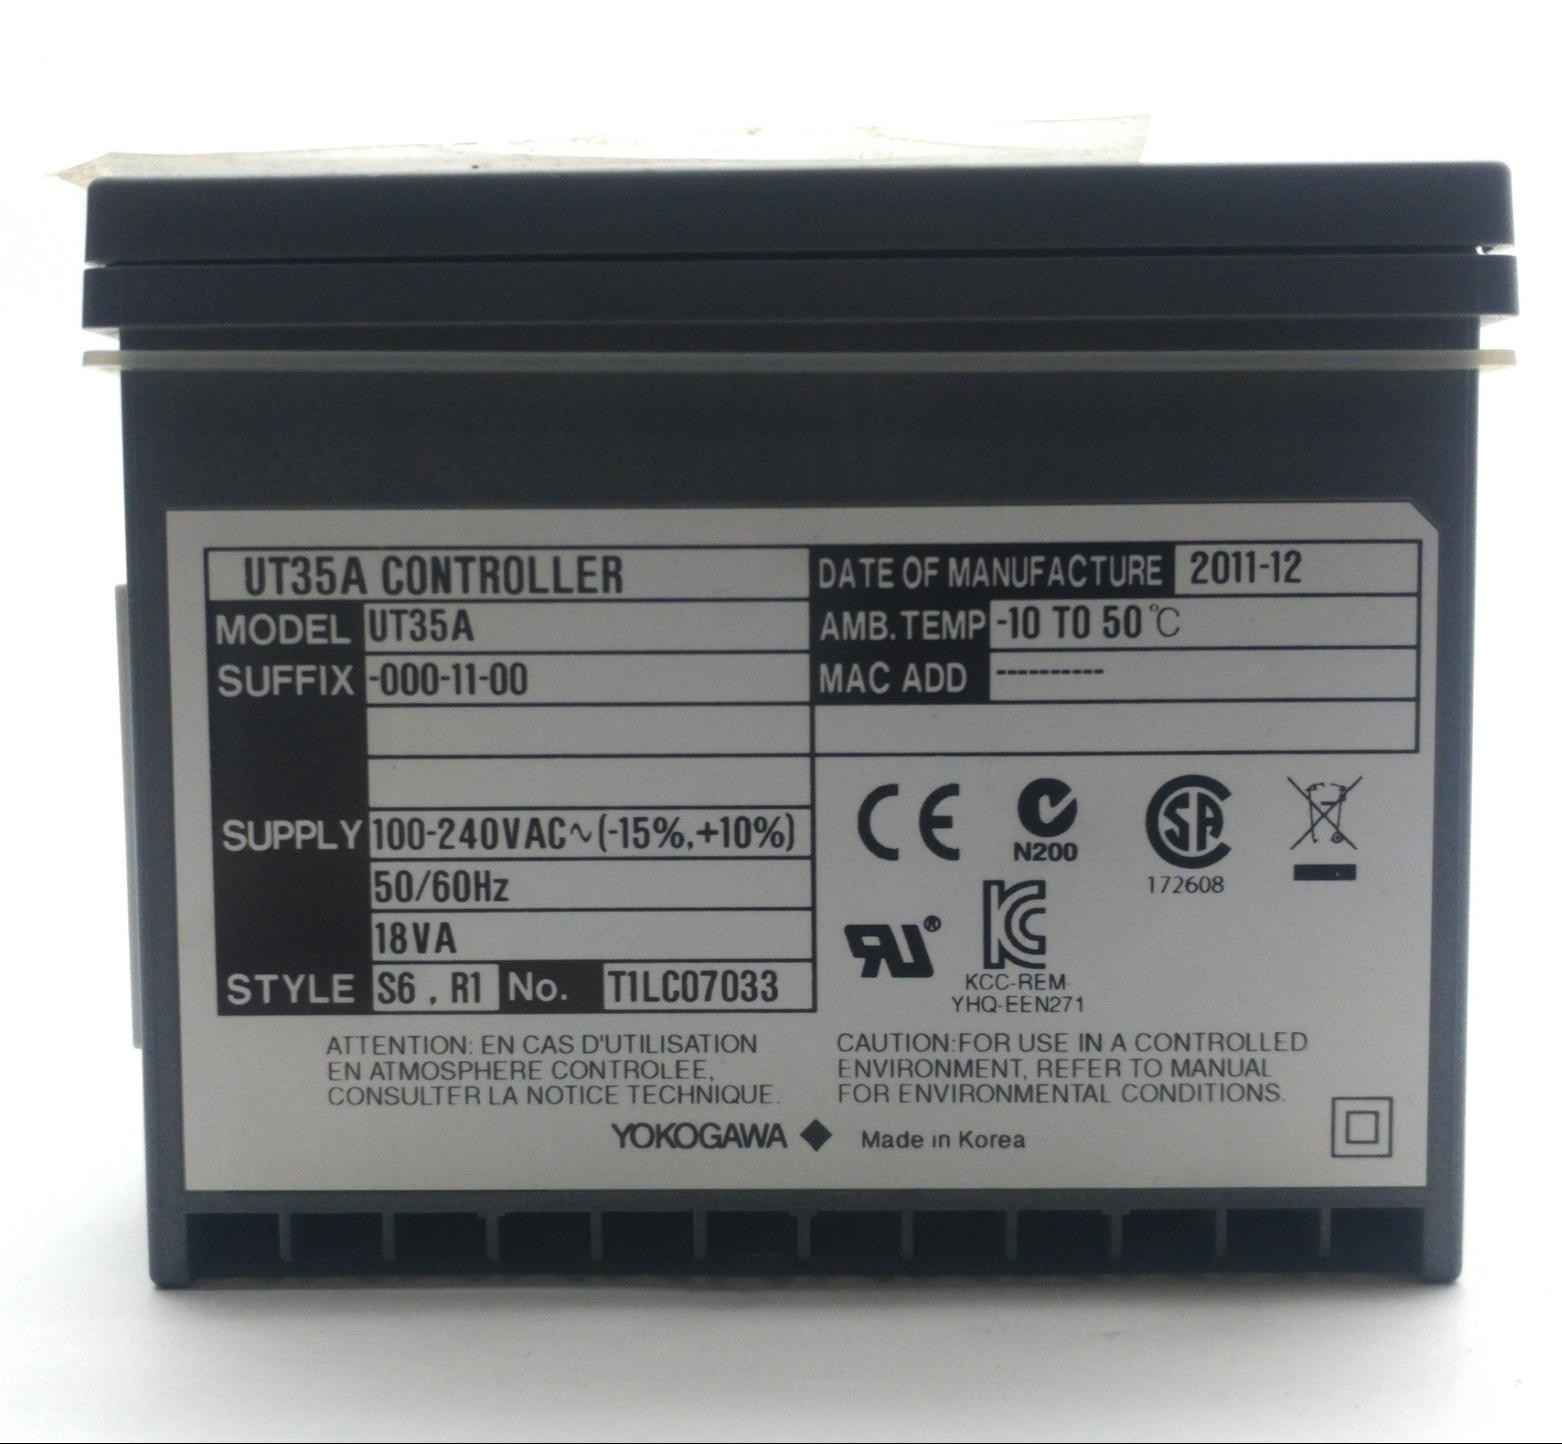 UT35A CONTROLLER
DATE OF MANUFACTURE 2011-12
MODEL UT35A
AMB.TEMP -10 TO 50℃
SUFFIX -000-11-00
MAC ADD ----------
SUPPLY 100-240VAC∿(-15%,+10%)
50/60Hz
18VA
STYLE S6 , R1 No. T1LC07033
CE
N200
SA
172608
RU®
KC
KCC-REM-
YHQ-EEN271
ATTENTION: EN CAS D'UTILISATION
EN ATMOSPHERE CONTROLEE,
CONSULTER LA NOTICE TECHNIQUE.
CAUTION:FOR USE IN A CONTROLLED
ENVIRONMENT, REFER TO MANUAL
FOR ENVIRONMENTAL CONDITIONS.
YOKOGAWA ◆ Made in Korea